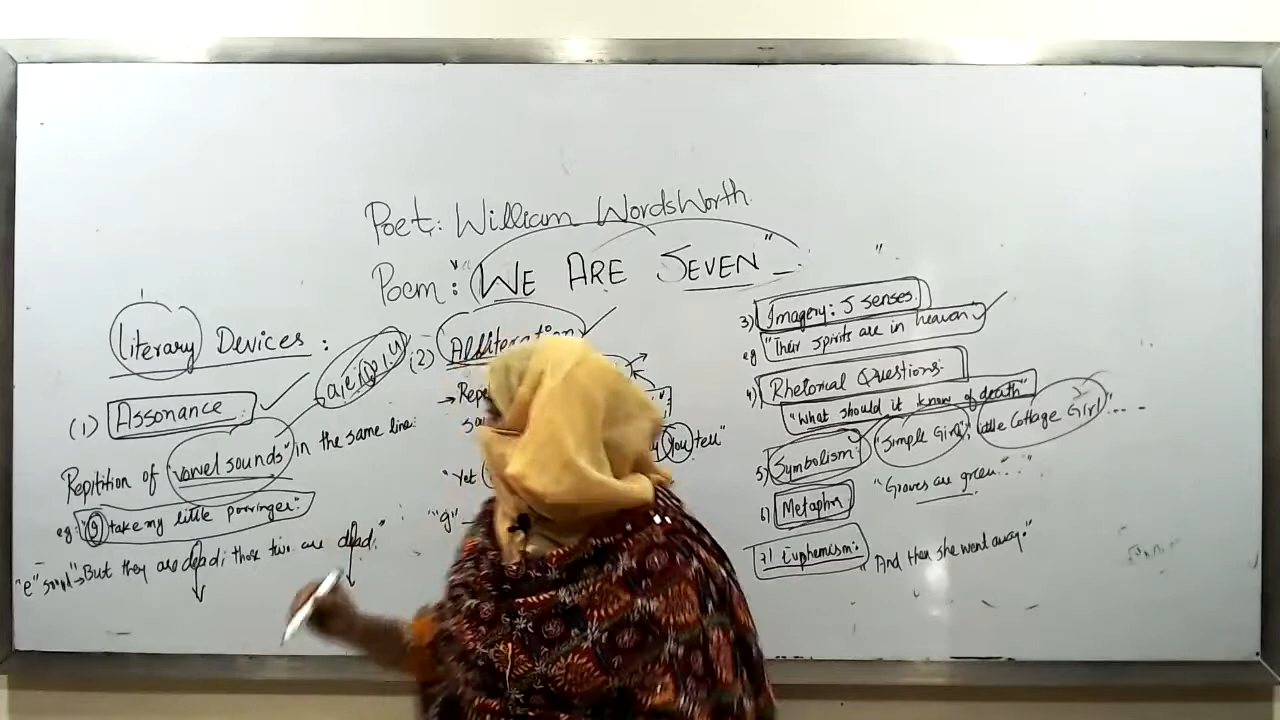 Poet: William WordsWorth.
Poem: "WE ARE SEVEN"
Literary Devices:
(1) Assonance
a,e,i,o,u
Repitition of "vowel sounds" in the same line:
eg: "I take my little porringer."
"e" sound → But they are dead; those two are dead."
(2) Alliteration
→ Repe
"Yet you tell"
"y"
3) Imagery: 5 senses.
eg "Their spirits are in heaven"
4) Rhetorical Questions:
"What should it know of death"
5) Symbolism: "Simple Girl"; little Cottage Girl"...
"Graves are green..."
6) Metaphr
7) Euphemism: "And then she went away."